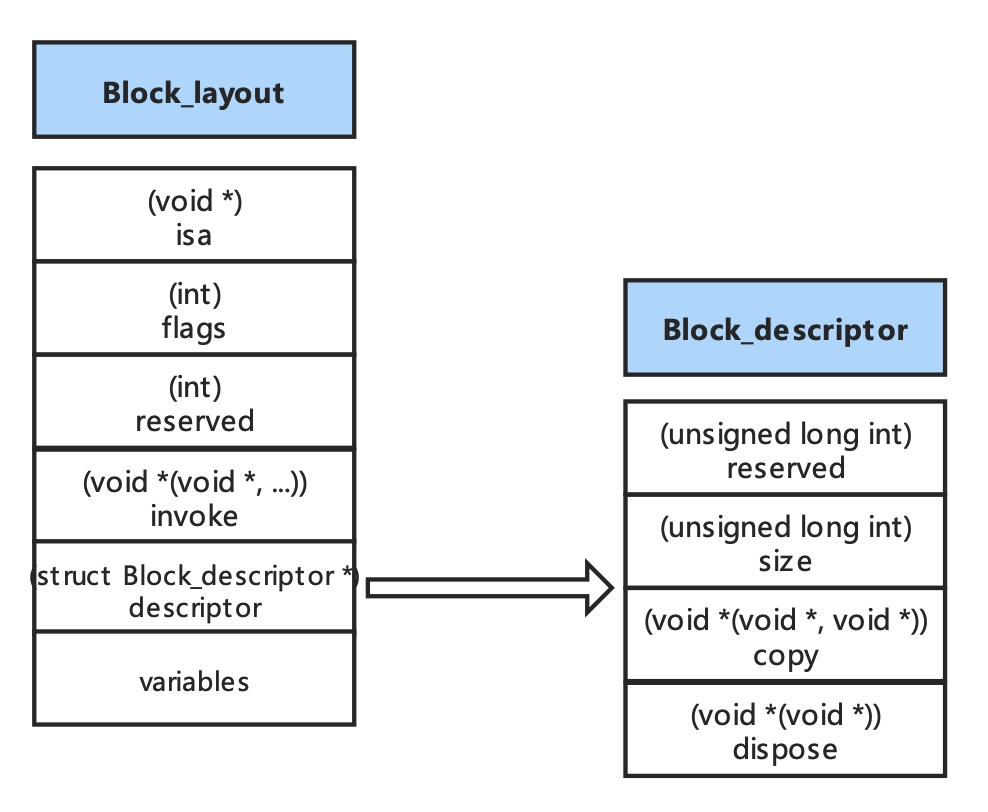 Block_layout
(void *)
isa
(int)
flags
(int)
reserved
(void *(void *, ...))
invoke
(struct Block_descriptor *)
descriptor
variables
Block_descriptor
(unsigned long int)
reserved
(unsigned long int)
size
(void *(void *, void *))
copy
(void *(void *))
dispose